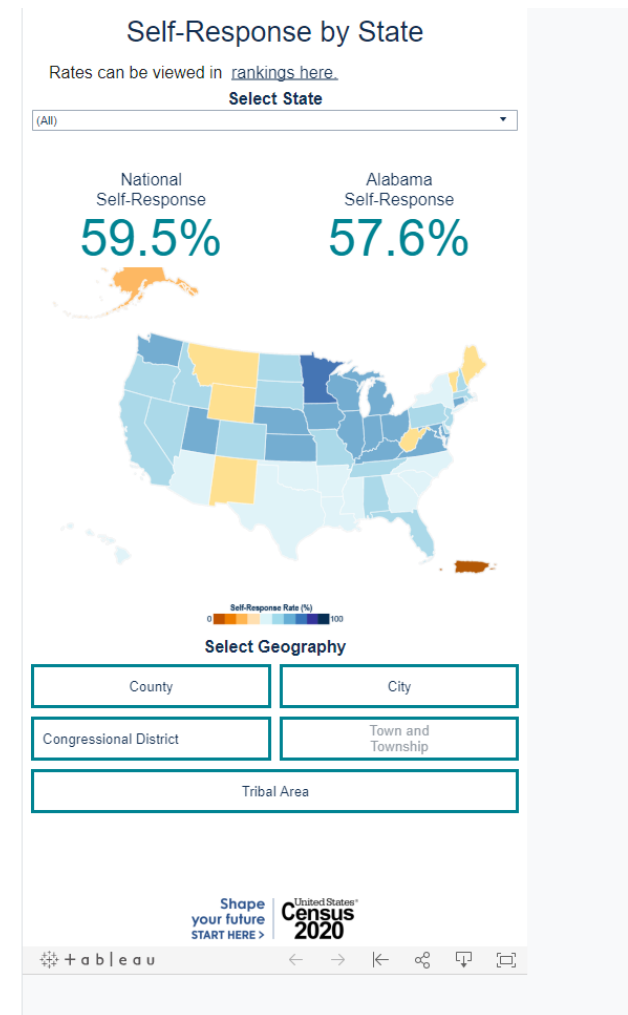 Self-Response by State
Rates can be viewed in rankings here.
Select State
(All)
National
Self-Response
59.5%
Alabama
Self-Response
57.6%
Self-Response Rate (%)
0 100
Select Geography
County
City
Congressional District
Town and
Township
Tribal Area
Shape
your future
START HERE >
United States®
Census
2020
+ a b | e a u